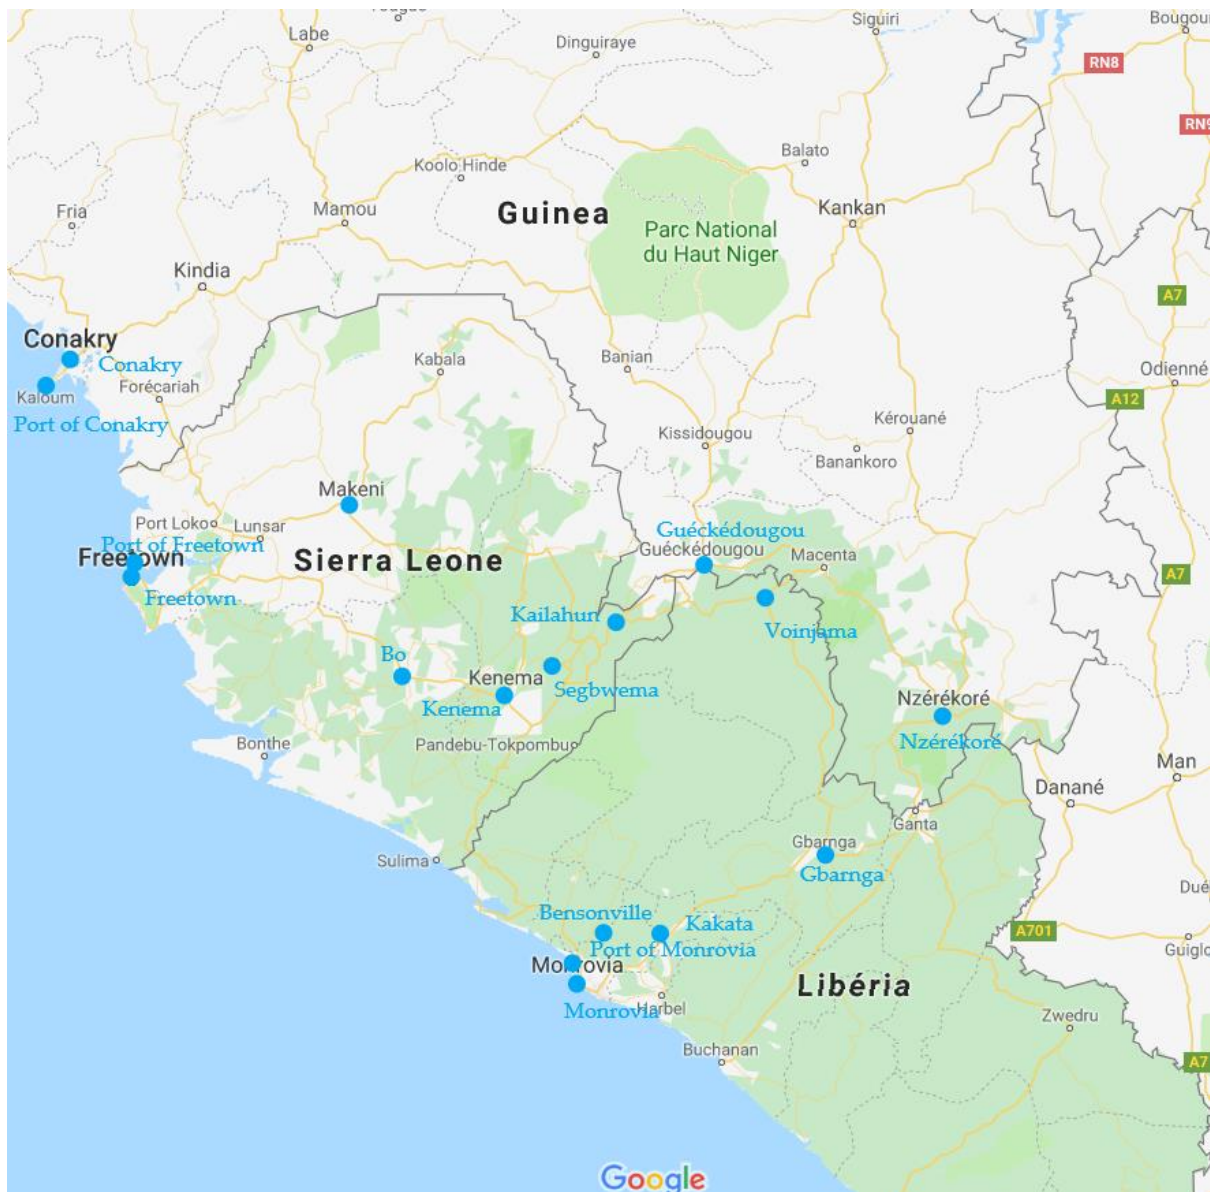 Labe
Dinguiraye
Siguiri
RN8
Koolo Hinde
Balato
Fria
Mamou
Guinea
Kankan
Parc National
du Haut Niger
Kindia
A7
Conakry
Conakry
Kaloum
Forécariah
Port of Conakry
Kabala
Banian
Odienné
A12
Kérouané
Kissidougou
Banankoro
Makeni
Port Loko
Lunsar
Port of Freetown
Freetown
Freetown
Sierra Leone
Guéckédougou
Guéckédougou
Macenta
A7
Kailahun
Voinjama
Bo
Kenema
Kenema
Segbwema
Nzérékoré
Nzérékoré
Bonthe
Pandebu-Tokpombu
Man
Danané
Ganta
Gbarnga
Gbarnga
Sulima
Bensonville
Kakata
Port of Monrovia
Monrovia
Monrovia
Harbel
A701
Libéria
Zwedru
Buchanan
A7
Google